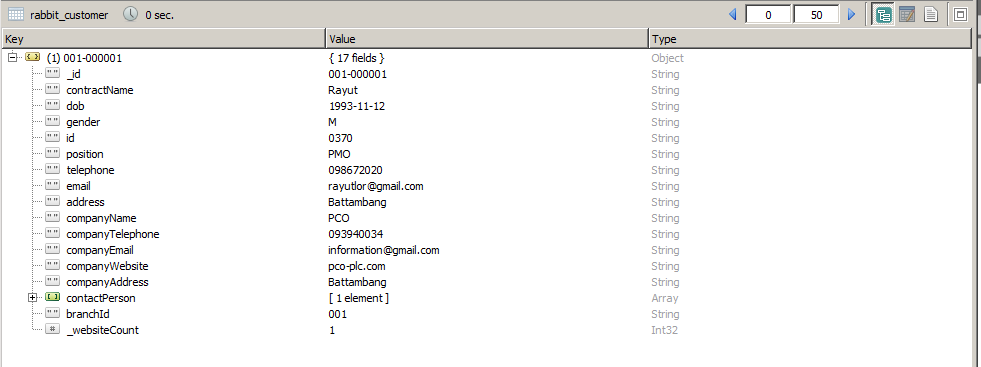 rabbit_customer 0 sec. 0 50
Key Value Type
(1) 001-000001 { 17 fields } Object
" " _id 001-000001 String
" " contractName Rayut String
" " dob 1993-11-12 String
" " gender M String
" " id 0370 String
" " position PMO String
" " telephone 098672020 String
" " email rayutlor@gmail.com String
" " address Battambang String
" " companyName PCO String
" " companyTelephone 093940034 String
" " companyEmail information@gmail.com String
" " companyWebsite pco-plc.com String
" " companyAddress Battambang String
contactPerson [ 1 element ] Array
" " branchId 001 String
# _websiteCount 1 Int32